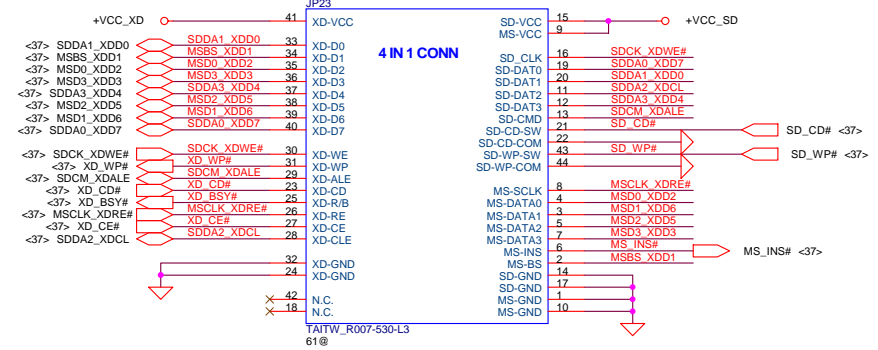 JP23
+VCC_XD 41 XD-VCC SD-VCC 15 +VCC_SD
MS-VCC 9
4 IN 1 CONN
<37> SDDA1_XDD0 SDDA1_XDD0 33 XD-D0
<37> MSBS_XDD1 MSBS_XDD1 34 XD-D1 SD_CLK 16 SDCK_XDWE#
<37> MSD0_XDD2 MSD0_XDD2 35 XD-D2 SD-DAT0 19 SDDA0_XDD7
<37> MSD3_XDD3 MSD3_XDD3 36 XD-D3 SD-DAT1 20 SDDA1_XDD0
<37> SDDA3_XDD4 SDDA3_XDD4 37 XD-D4 SD-DAT2 11 SDDA2_XDCL
<37> MSD2_XDD5 MSD2_XDD5 38 XD-D5 SD-DAT3 12 SDDA3_XDD4
<37> MSD1_XDD6 MSD1_XDD6 39 XD-D6 SD-CMD 13 SDCM_XDALE
<37> SDDA0_XDD7 SDDA0_XDD7 40 XD-D7 SD-CD-SW 21 SD_CD# SD_CD# <37>
SD-CD-COM 22
<37> SDCK_XDWE# SDCK_XDWE# 30 XD-WE SD-WP-SW 43 SD_WP# SD_WP# <37>
<37> XD_WP# XD_WP# 31 XD-WP SD-WP-COM 44
<37> SDCM_XDALE SDCM_XDALE 29 XD-ALE
<37> XD_CD# XD_CD# 23 XD-CD MS-SCLK 8 MSCLK_XDRE#
<37> XD_BSY# XD_BSY# 25 XD-R/B MS-DATA0 4 MSD0_XDD2
<37> MSCLK_XDRE# MSCLK_XDRE# 26 XD-RE MS-DATA1 3 MSD1_XDD6
<37> XD_CE# XD_CE# 27 XD-CE MS-DATA2 5 MSD2_XDD5
<37> SDDA2_XDCL SDDA2_XDCL 28 XD-CLE MS-DATA3 7 MSD3_XDD3
MS-INS 6 MS_INS# MS_INS# <37>
32 XD-GND MS-BS 2 MSBS_XDD1
24 XD-GND SD-GND 14
SD-GND 17
42 N.C. MS-GND 1
18 N.C. MS-GND 10
TAITW_R007-530-L3
61@